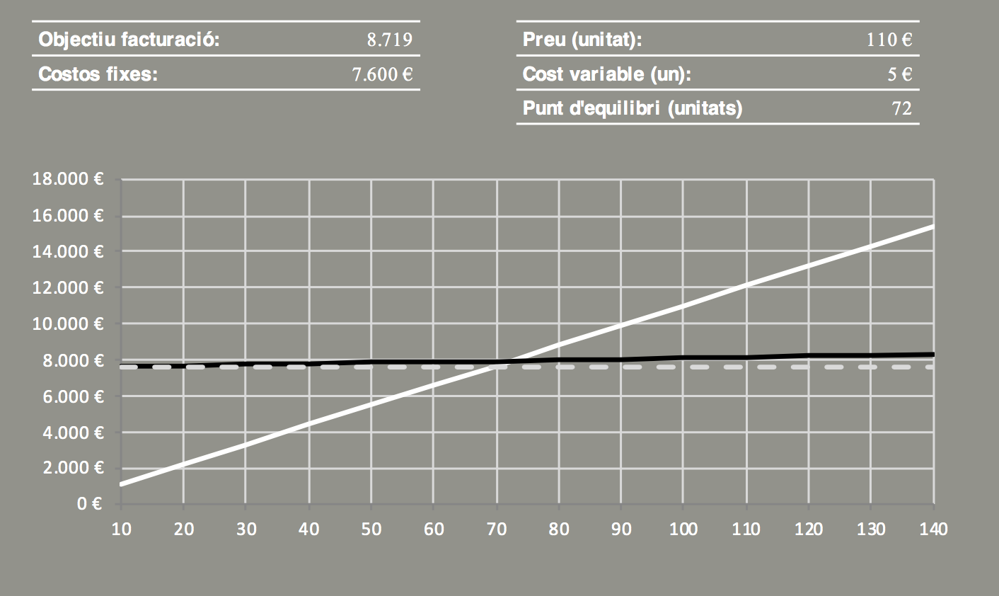 Objectiu facturació: 8.719
Costos fixes: 7.600 €
Preu (unitat): 110 €
Cost variable (un): 5 €
Punt d'equilibri (unitats) 72
18.000 €
16.000 €
14.000 €
12.000 €
10.000 €
8.000 €
6.000 €
4.000 €
2.000 €
0 €
10 20 30 40 50 60 70 80 90 100 110 120 130 140